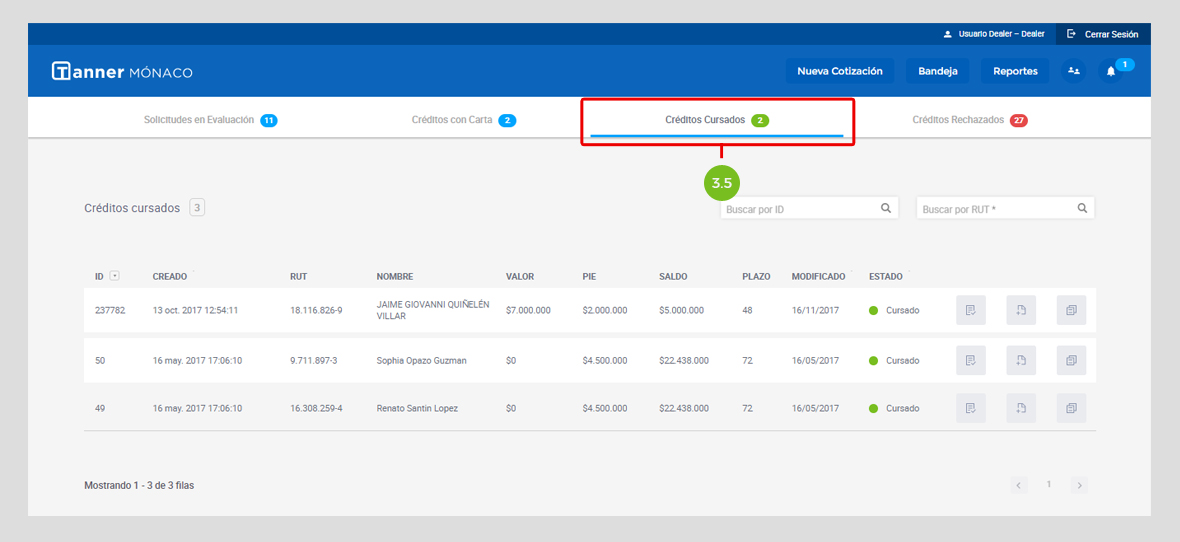 Usuario Dealer – Dealer Cerrar Sesión
Tanner MÓNACO Nueva Cotización Bandeja Reportes 1
Solicitudes en Evaluación 11 Créditos con Carta 2 Créditos Cursados 2 Créditos Rechazados 27
3.5
Créditos cursados 3 Buscar por ID Buscar por RUT *
ID CREADO RUT NOMBRE VALOR PIE SALDO PLAZO MODIFICADO ESTADO
237782 13 oct. 2017 12:54:11 18.116.826-9 JAIME GIOVANNI QUIÑELÉN VILLAR $7.000.000 $2.000.000 $5.000.000 48 16/11/2017 Cursado
50 16 may. 2017 17:06:10 9.711.897-3 Sophia Opazo Guzman $0 $4.500.000 $22.438.000 72 16/05/2017 Cursado
49 16 may. 2017 17:06:10 16.308.259-4 Renato Santin Lopez $0 $4.500.000 $22.438.000 72 16/05/2017 Cursado
Mostrando 1 - 3 de 3 filas 1